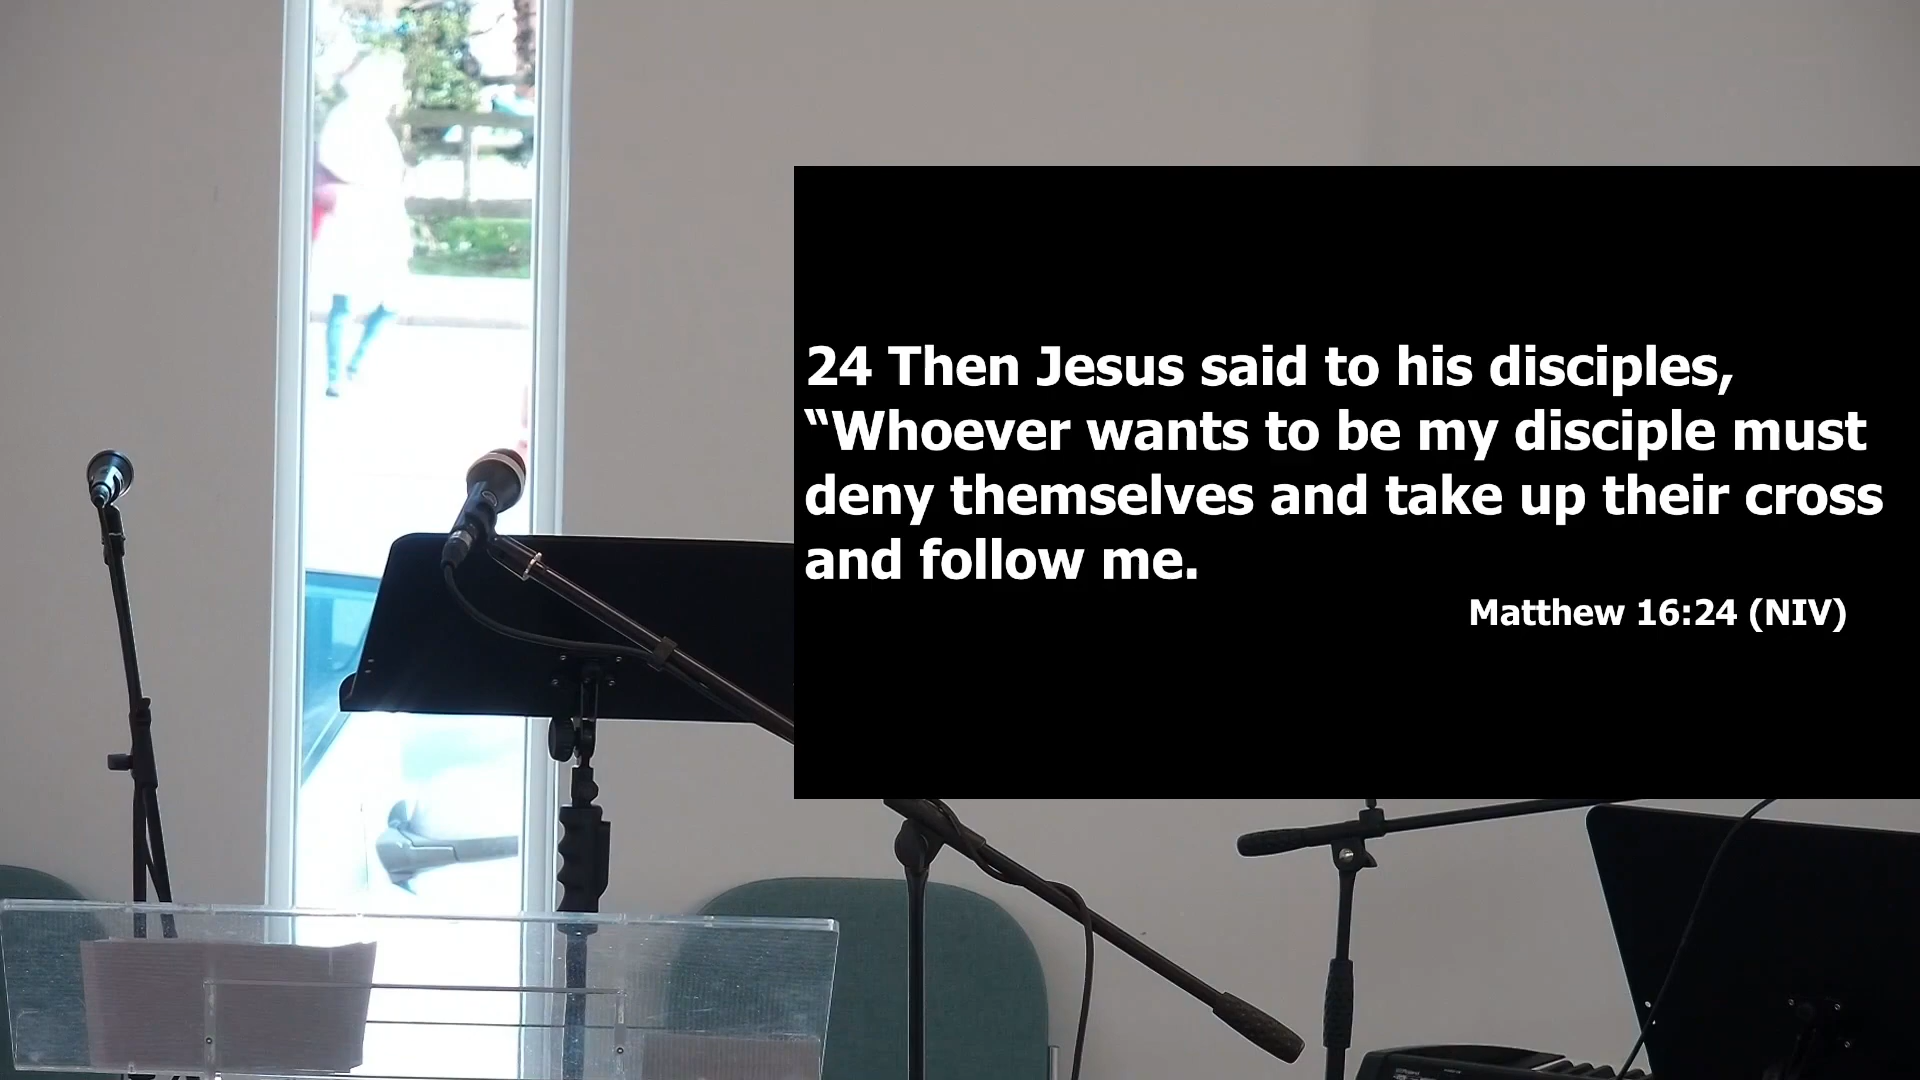 24 Then Jesus said to his disciples,
“Whoever wants to be my disciple must
deny themselves and take up their cross
and follow me.
Matthew 16:24 (NIV)